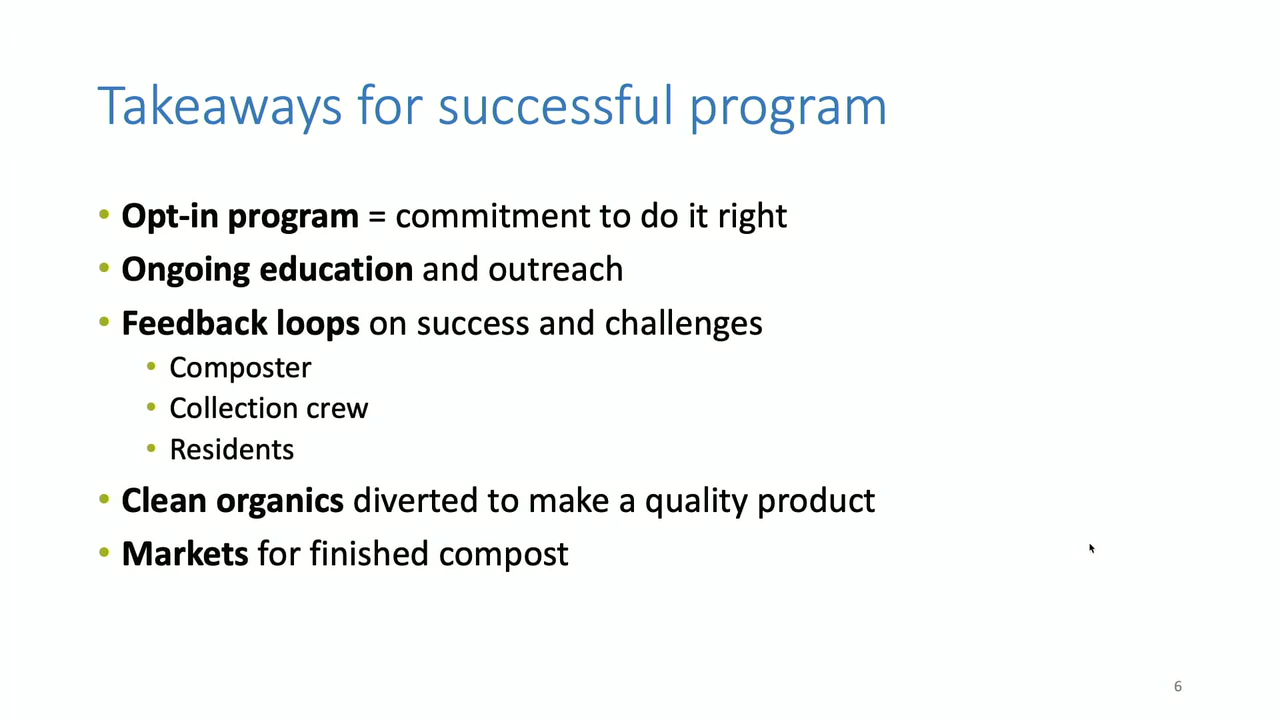 Takeaways for successful program
• Opt-in program = commitment to do it right
• Ongoing education and outreach
• Feedback loops on success and challenges
• Composter
• Collection crew
• Residents
• Clean organics diverted to make a quality product
• Markets for finished compost
6